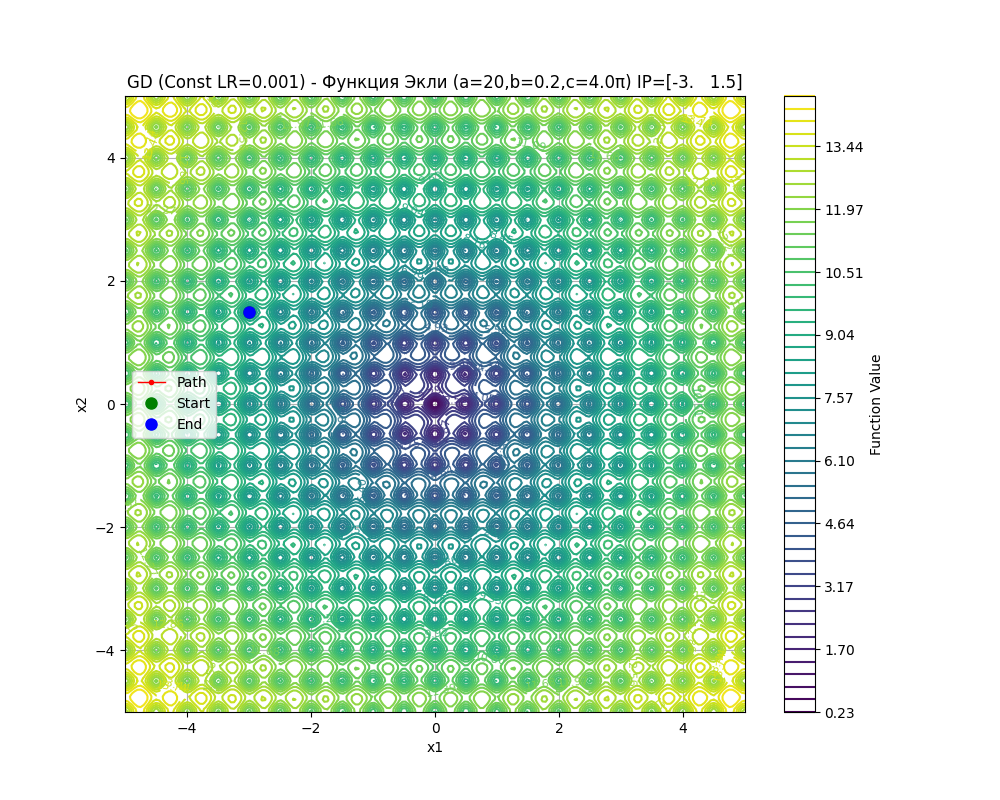 GD (Const LR=0.001) - Функция Экли (a=20,b=0.2,c=4.0π) IP=[-3.   1.5]
x2
4
2
0
−2
−4
Path
Start
End
−4 −2 0 2 4
x1
13.44
11.97
10.51
9.04
7.57
6.10
4.64
3.17
1.70
0.23
Function Value